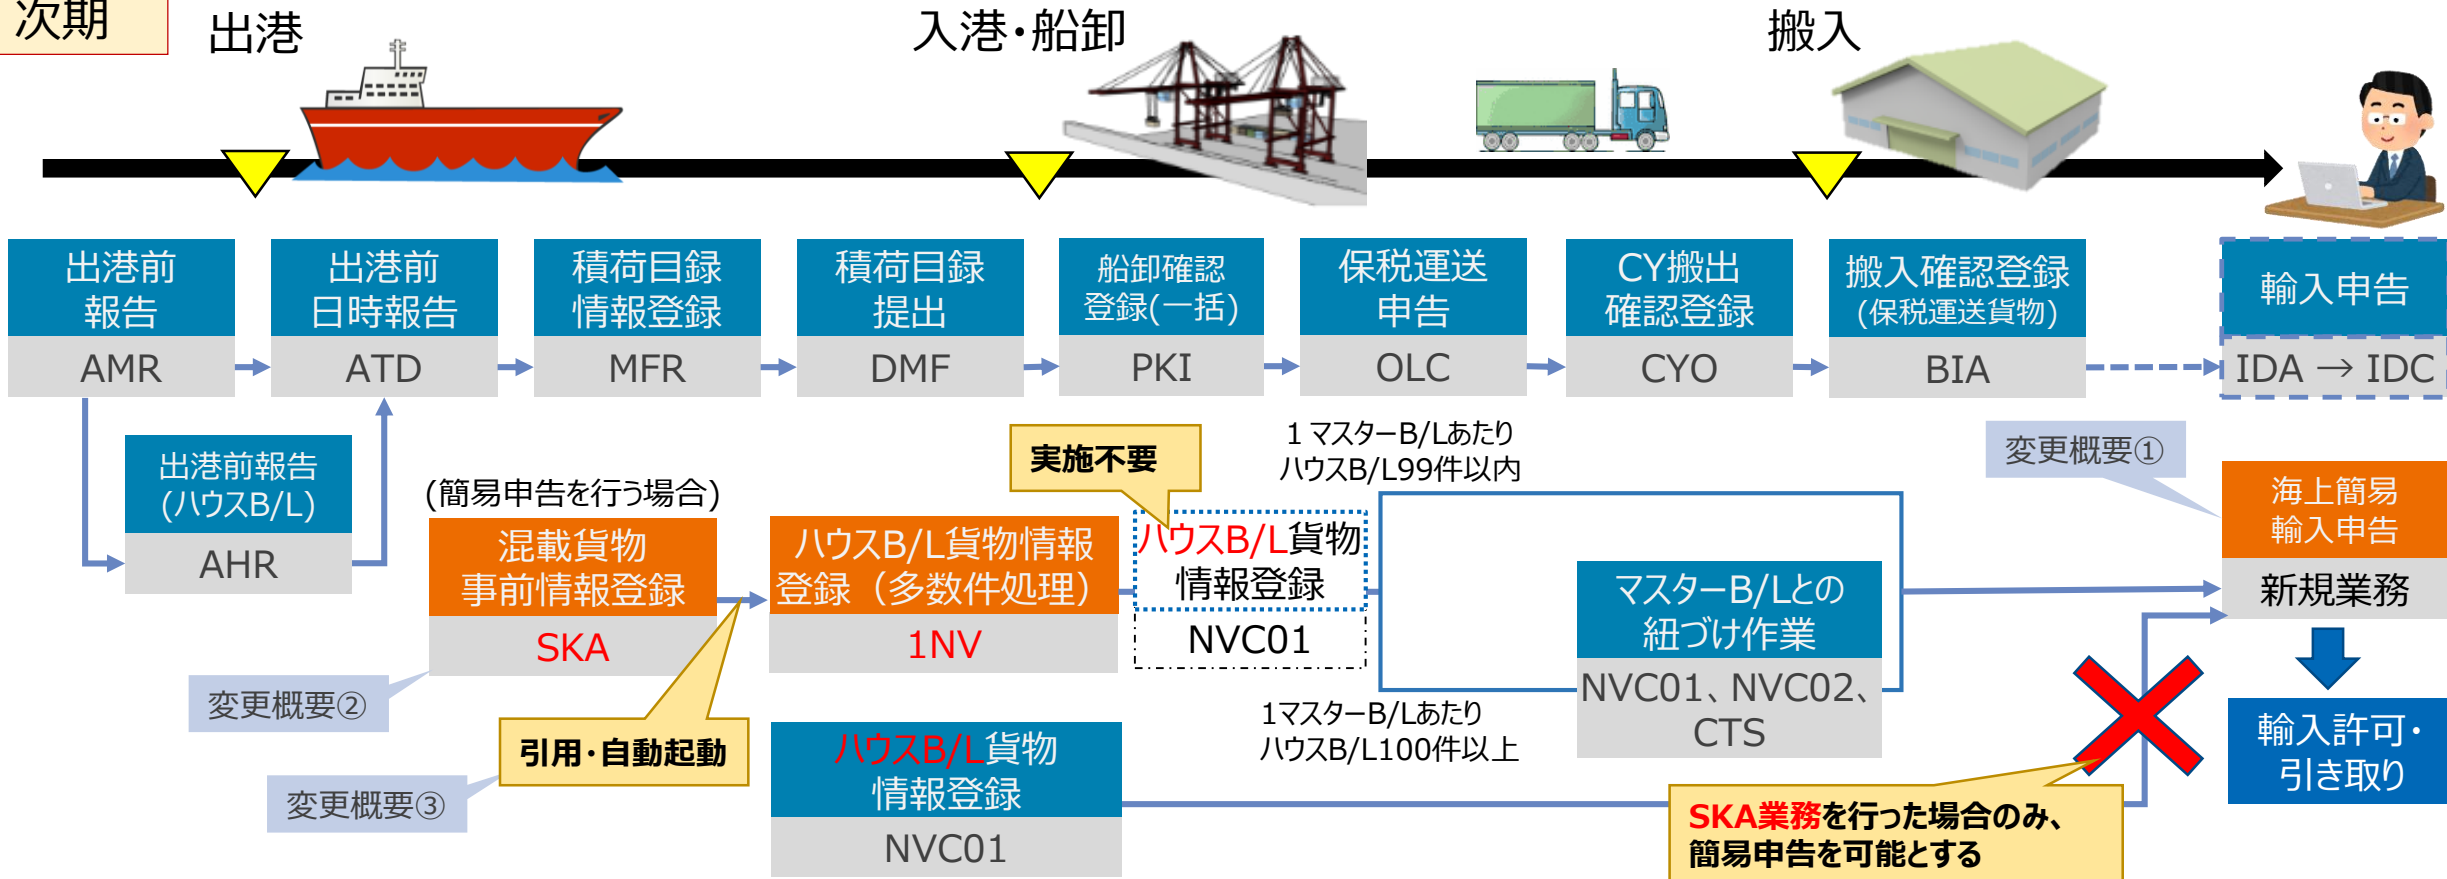 次期
出港
入港・船卸
搬入
出港前
報告
AMR
出港前
日時報告
ATD
積荷目録
情報登録
MFR
積荷目録
提出
DMF
船卸確認
登録(一括)
PKI
保税運送
申告
OLC
CY搬出
確認登録
CYO
搬入確認登録
(保税運送貨物)
BIA
輸入申告
IDA → IDC
出港前報告
(ハウスB/L)
AHR
(簡易申告を行う場合)
混載貨物
事前情報登録
SKA
変更概要②
変更概要③
引用・自動起動
ハウスB/L貨物情報
登録（多数件処理）
1NV
実施不要
ハウスB/L貨物
情報登録
NVC01
1 マスターB/Lあたり
ハウスB/L99件以内
1マスターB/Lあたり
ハウスB/L100件以上
マスターB/Lとの
紐づけ作業
NVC01、NVC02、
CTS
変更概要①
海上簡易
輸入申告
新規業務
輸入許可・
引き取り
ハウスB/L貨物
情報登録
NVC01
SKA業務を行った場合のみ、
簡易申告を可能とする